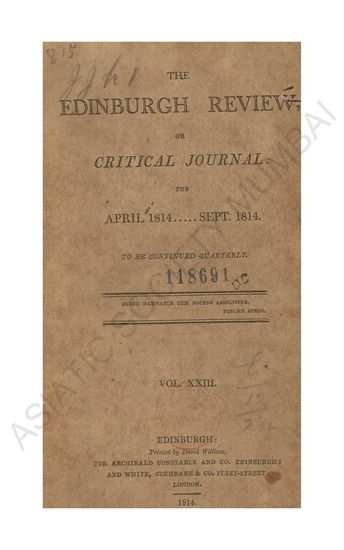 815
THE
EDINBURGH REVIEW,
OR
CRITICAL JOURNAL:
FOR
APRIL 1814.....SEPT. 1814.
TO BE CONTINUED QUARTERLY.
118691
JUDEX DAMNATUR CUM NOCENS ABSOLVITUR.
PUBLIUS SYRUS.
VOL. XXIII.
E
13
24
EDINBURGH:
Printed by David Willison,
FOR ARCHIBALD CONSTABLE AND CO. EDINBURGH:
AND WHITE, COCHRANE & CO. FLEET-STREET
LONDON.
1814.
ASIATIC SOCIETY MUMBAI